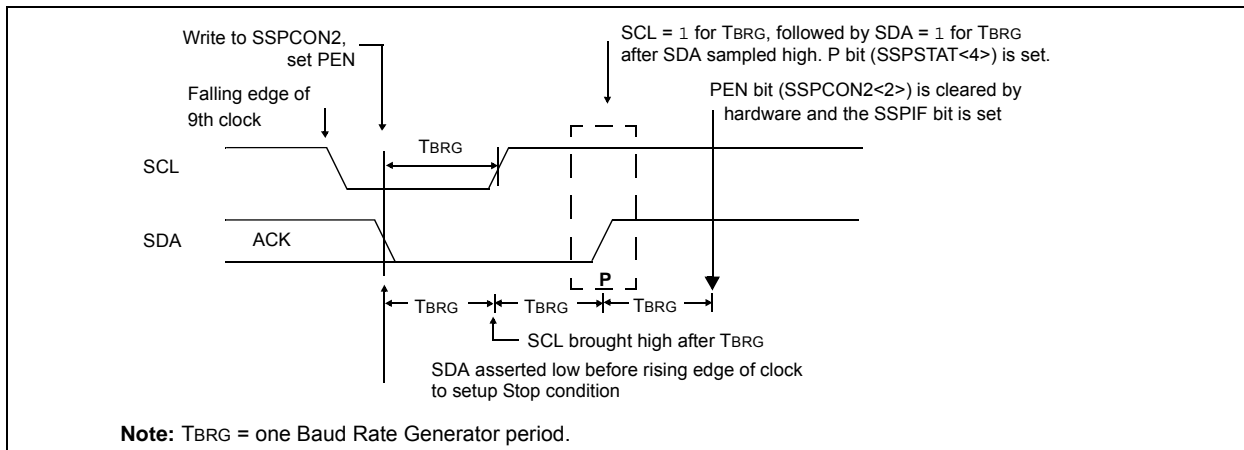 Write to SSPCON2,
set PEN
SCL = 1 for TBRG, followed by SDA = 1 for TBRG
after SDA sampled high. P bit (SSPSTAT<4>) is set.
Falling edge of
9th clock
PEN bit (SSPCON2<2>) is cleared by
hardware and the SSPIF bit is set
TBRG
SCL
SDA
ACK
P
TBRG
TBRG
TBRG
SCL brought high after TBRG
SDA asserted low before rising edge of clock
to setup Stop condition
Note: TBRG = one Baud Rate Generator period.